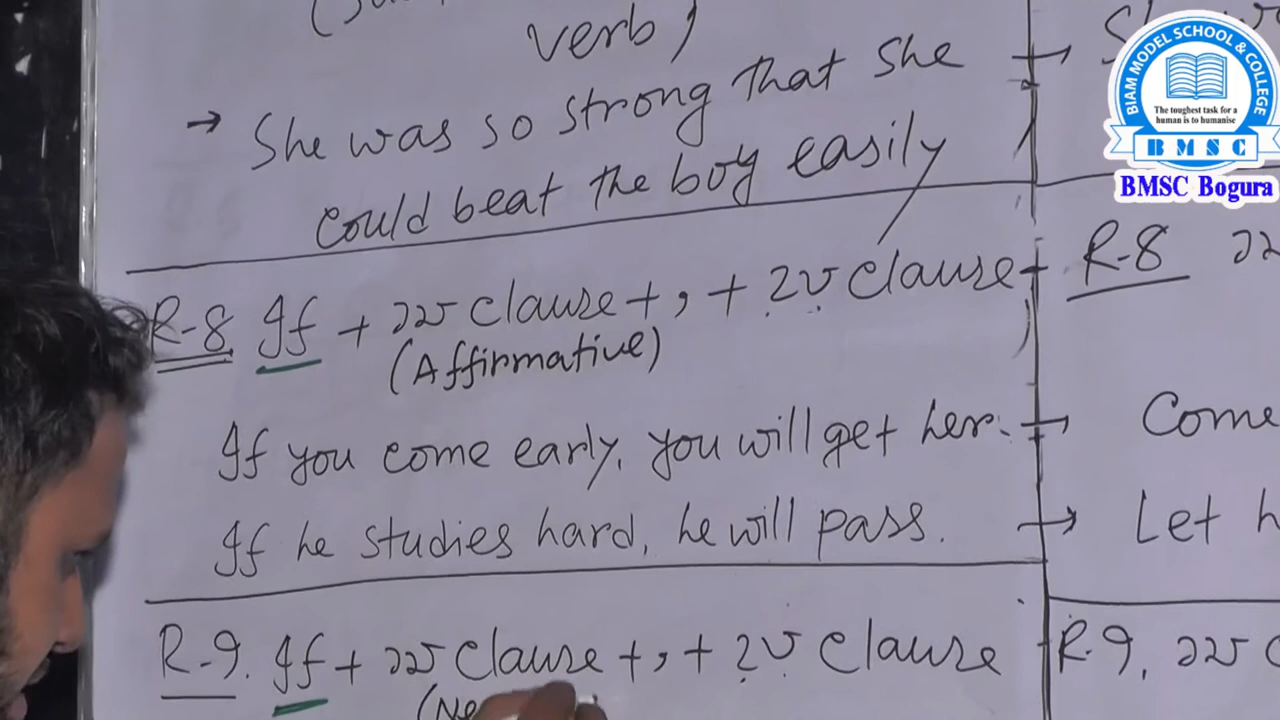 verb)
→ She was so strong that she →
could beat the boy easily
R-8 If + ১ম clause + , + ২য় clause R-8 ১ম
(Affirmative)
If you come early, you will get her. → Come
If he studies hard, he will pass. → Let h
R-9. If + ১ম clause + , + ২য় clause R-9. ১ম c
(Ne
BIAM MODEL SCHOOL & COLLEGE
The toughest task for a
human is to humanise
BMSC
BMSC Bogura